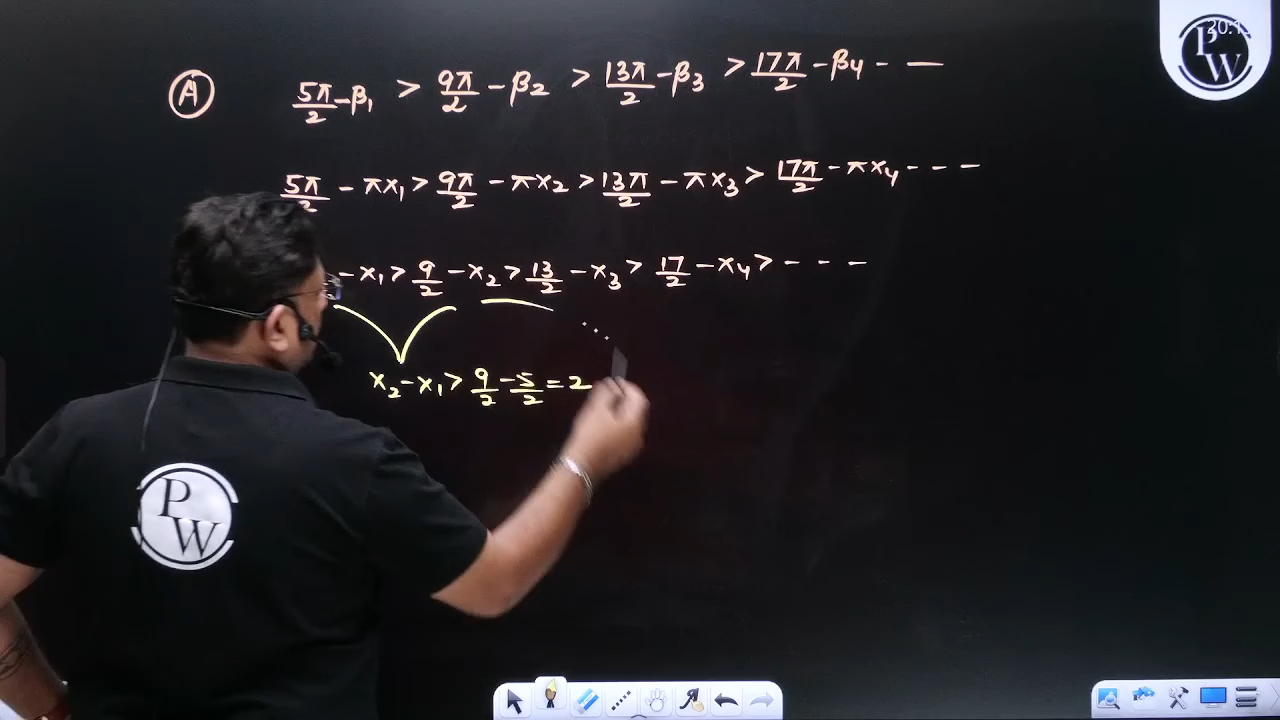 (A) 5π/2 - β₁ > 9π/2 - β₂ > 13π/2 - β₃ > 17π/2 - β₄ - —
5π/2 - πx₁ > 9π/2 - πx₂ > 13π/2 - πx₃ > 17π/2 - πx₄ - - -
- x₁ > 9/2 - x₂ > 13/2 - x₃ > 17/2 - x₄ > - - -
x₂ - x₁ > 9/2 - 5/2 = 2
PW
PW